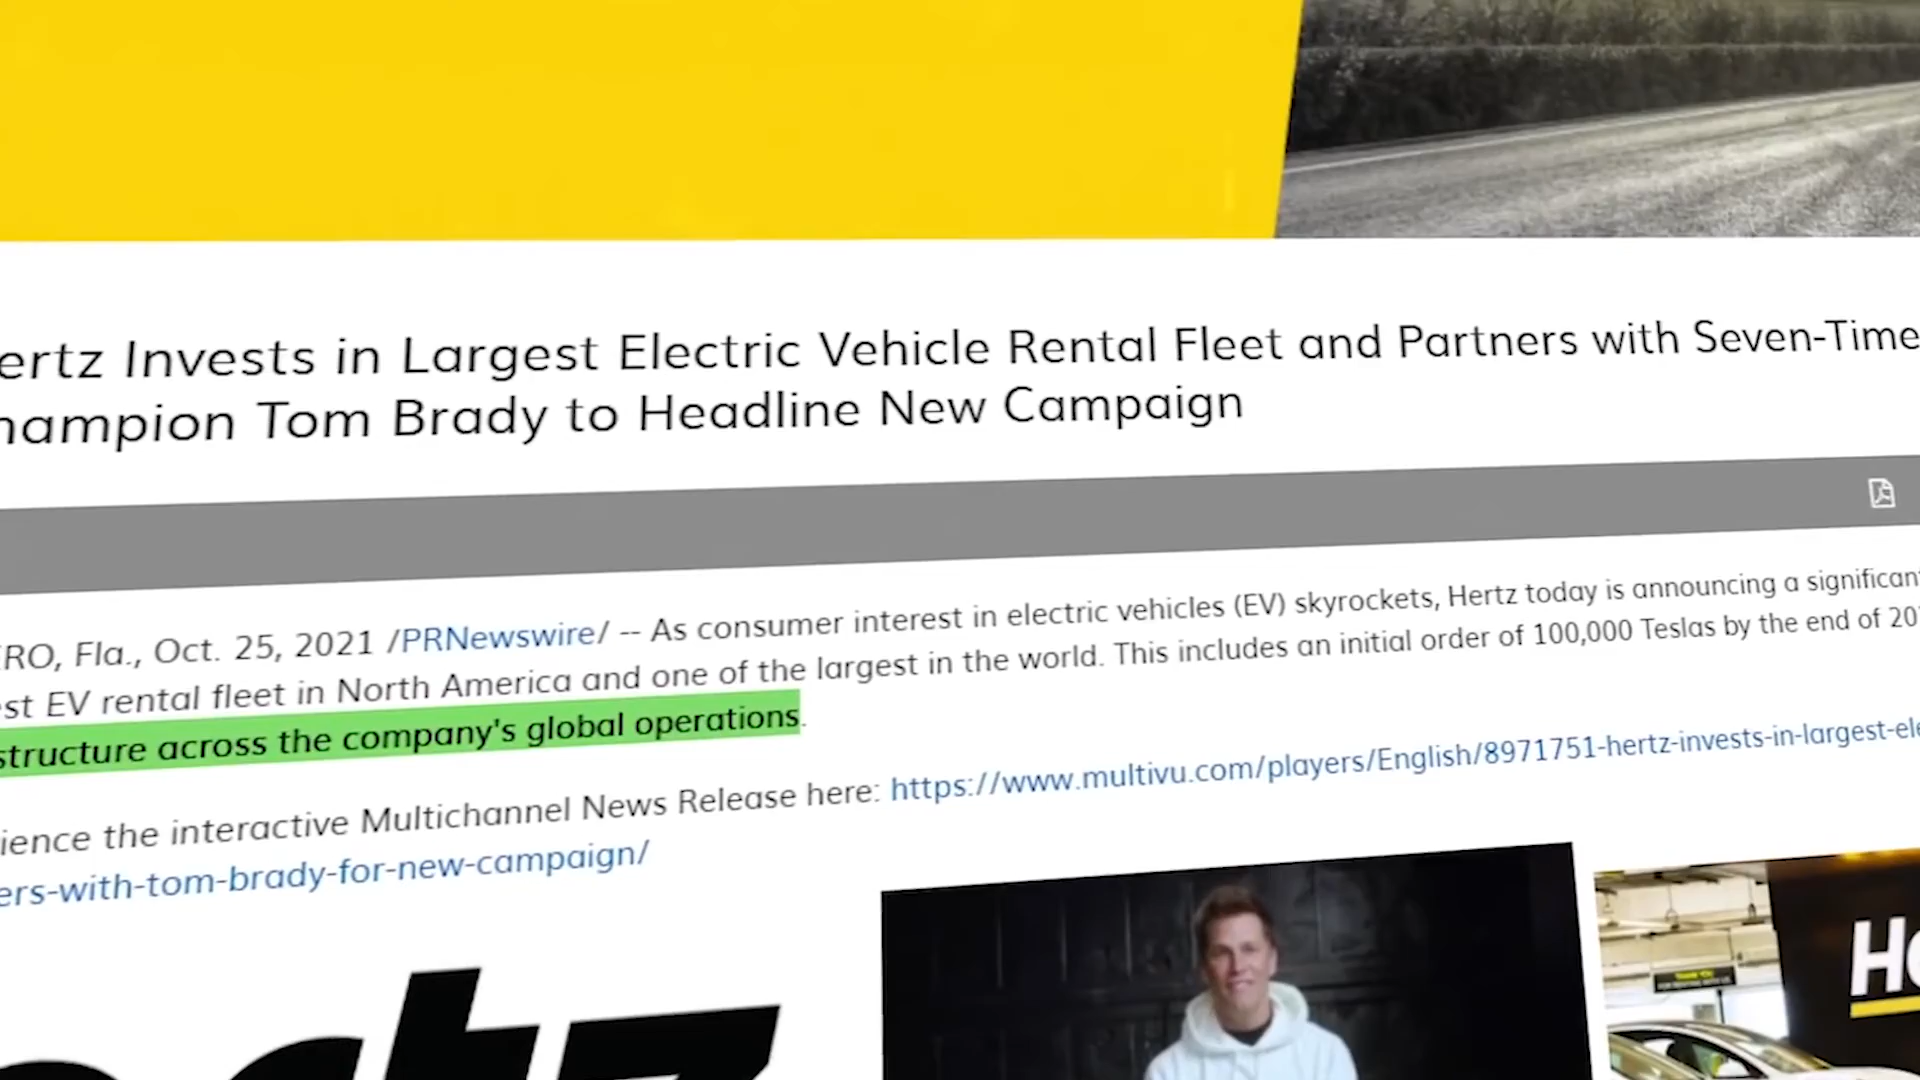 ertz Invests in Largest Electric Vehicle Rental Fleet and Partners with Seven-Time
hampion Tom Brady to Headline New Campaign
RO, Fla., Oct. 25, 2021 /PRNewswire/ -- As consumer interest in electric vehicles (EV) skyrockets, Hertz today is announcing a significant
st EV rental fleet in North America and one of the largest in the world. This includes an initial order of 100,000 Teslas by the end of 20
structure across the company's global operations.
ience the interactive Multichannel News Release here: https://www.multivu.com/players/English/8971751-hertz-invests-in-largest-ele
ers-with-tom-brady-for-new-campaign/
ertz
He